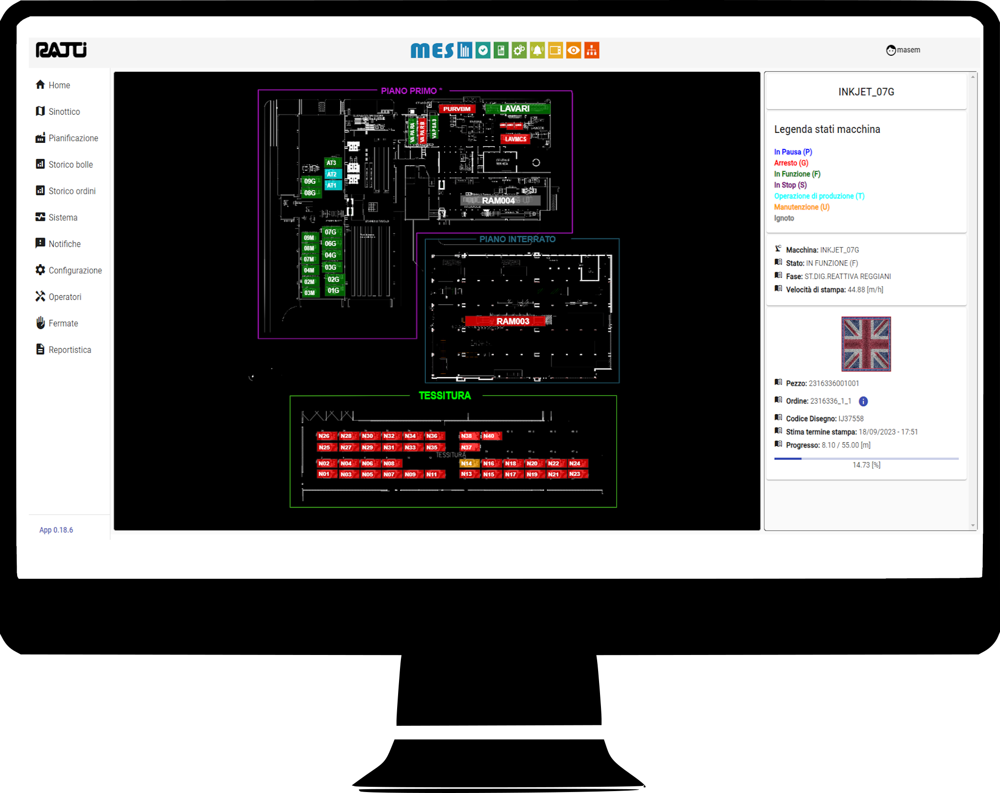 RATTI
MES
masem
Home
Sinottico
Pianificazione
Storico bolle
Storico ordini
Sistema
Notifiche
Configurazione
Operatori
Fermate
Reportistica
App 0.18.6
PIANO PRIMO *
PURVBM
LAVARI
VAPARA
VAPARB
VAPSA3
LAVMCS
CENTRALE
TERMICA
AT3
AT2
AT1
09G
08G
RAM004
07G
09M
06G
08M
04G
07M
03G
04M
02G
02M
01G
03M
PIANO INTERRATO
RAM003
TESSITURA
N26 N28 N30 N32 N34 N36 N38 N40
N25 N27 N29 N31 N33 N35 N37
TESSITURA
N02 N04 N06 N08 N14 N16 N18 N20 N22 N24
N01 N03 N05 N07 N09 N11 N13 N15 N17 N19 N21 N23
INKJET_07G
Legenda stati macchina
In Pausa (P)
Arresto (G)
In Funzione (F)
In Stop (S)
Operazione di produzione (T)
Manutenzione (U)
Ignoto
Macchina: INKJET_07G
Stato: IN FUNZIONE (F)
Fase: ST.DIG.REATTIVA REGGIANI
Velocità di stampa: 44.88 [m/h]
Pezzo: 2316336001001
Ordine: 2316336_1_1
Codice Disegno: IJ37558
Stima termine stampa: 18/09/2023 - 17:51
Progresso: 8.10 / 55.00 [m]
14.73 [%]